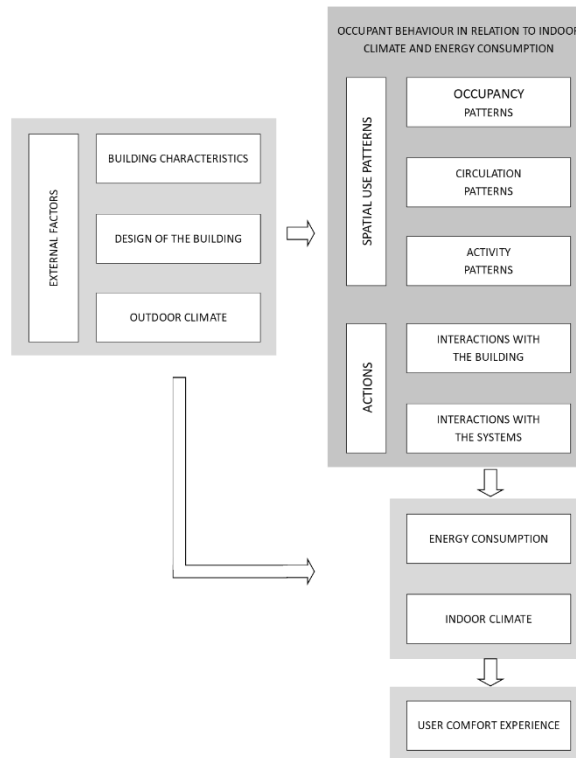 OCCUPANT BEHAVIOUR IN RELATION TO INDOOR
CLIMATE AND ENERGY CONSUMPTION
EXTERNAL FACTORS
BUILDING CHARACTERISTICS
DESIGN OF THE BUILDING
OUTDOOR CLIMATE
SPATIAL USE PATTERNS
OCCUPANCY
PATTERNS
CIRCULATION
PATTERNS
ACTIVITY
PATTERNS
ACTIONS
INTERACTIONS WITH
THE BUILDING
INTERACTIONS WITH
THE SYSTEMS
ENERGY CONSUMPTION
INDOOR CLIMATE
USER COMFORT EXPERIENCE